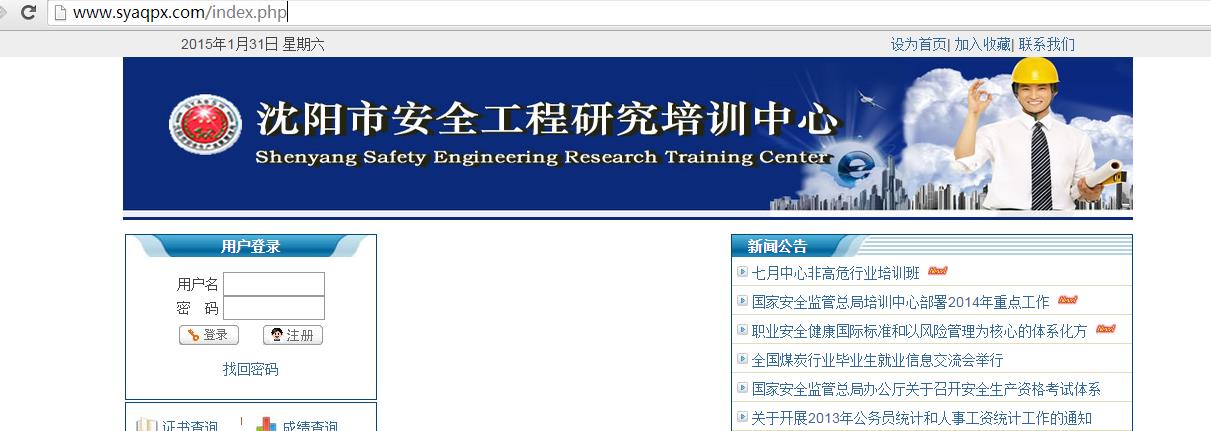 www.syaqpx.com/index.php
2015年1月31日 星期六
设为首页| 加入收藏| 联系我们
沈阳市安全工程研究培训中心
Shenyang Safety Engineering Research Training Center
用户登录
用户名
密 码
登录 注册
找回密码
证书查询 成绩查询
新闻公告
七月中心非高危行业培训班 New!
国家安全监管总局培训中心部署2014年重点工作 New!
职业安全健康国际标准和以风险管理为核心的体系化方 New!
全国煤炭行业毕业生就业信息交流会举行
国家安全监管总局办公厅关于召开安全生产资格考试体系
关于开展2013年公务员统计和人事工资统计工作的通知